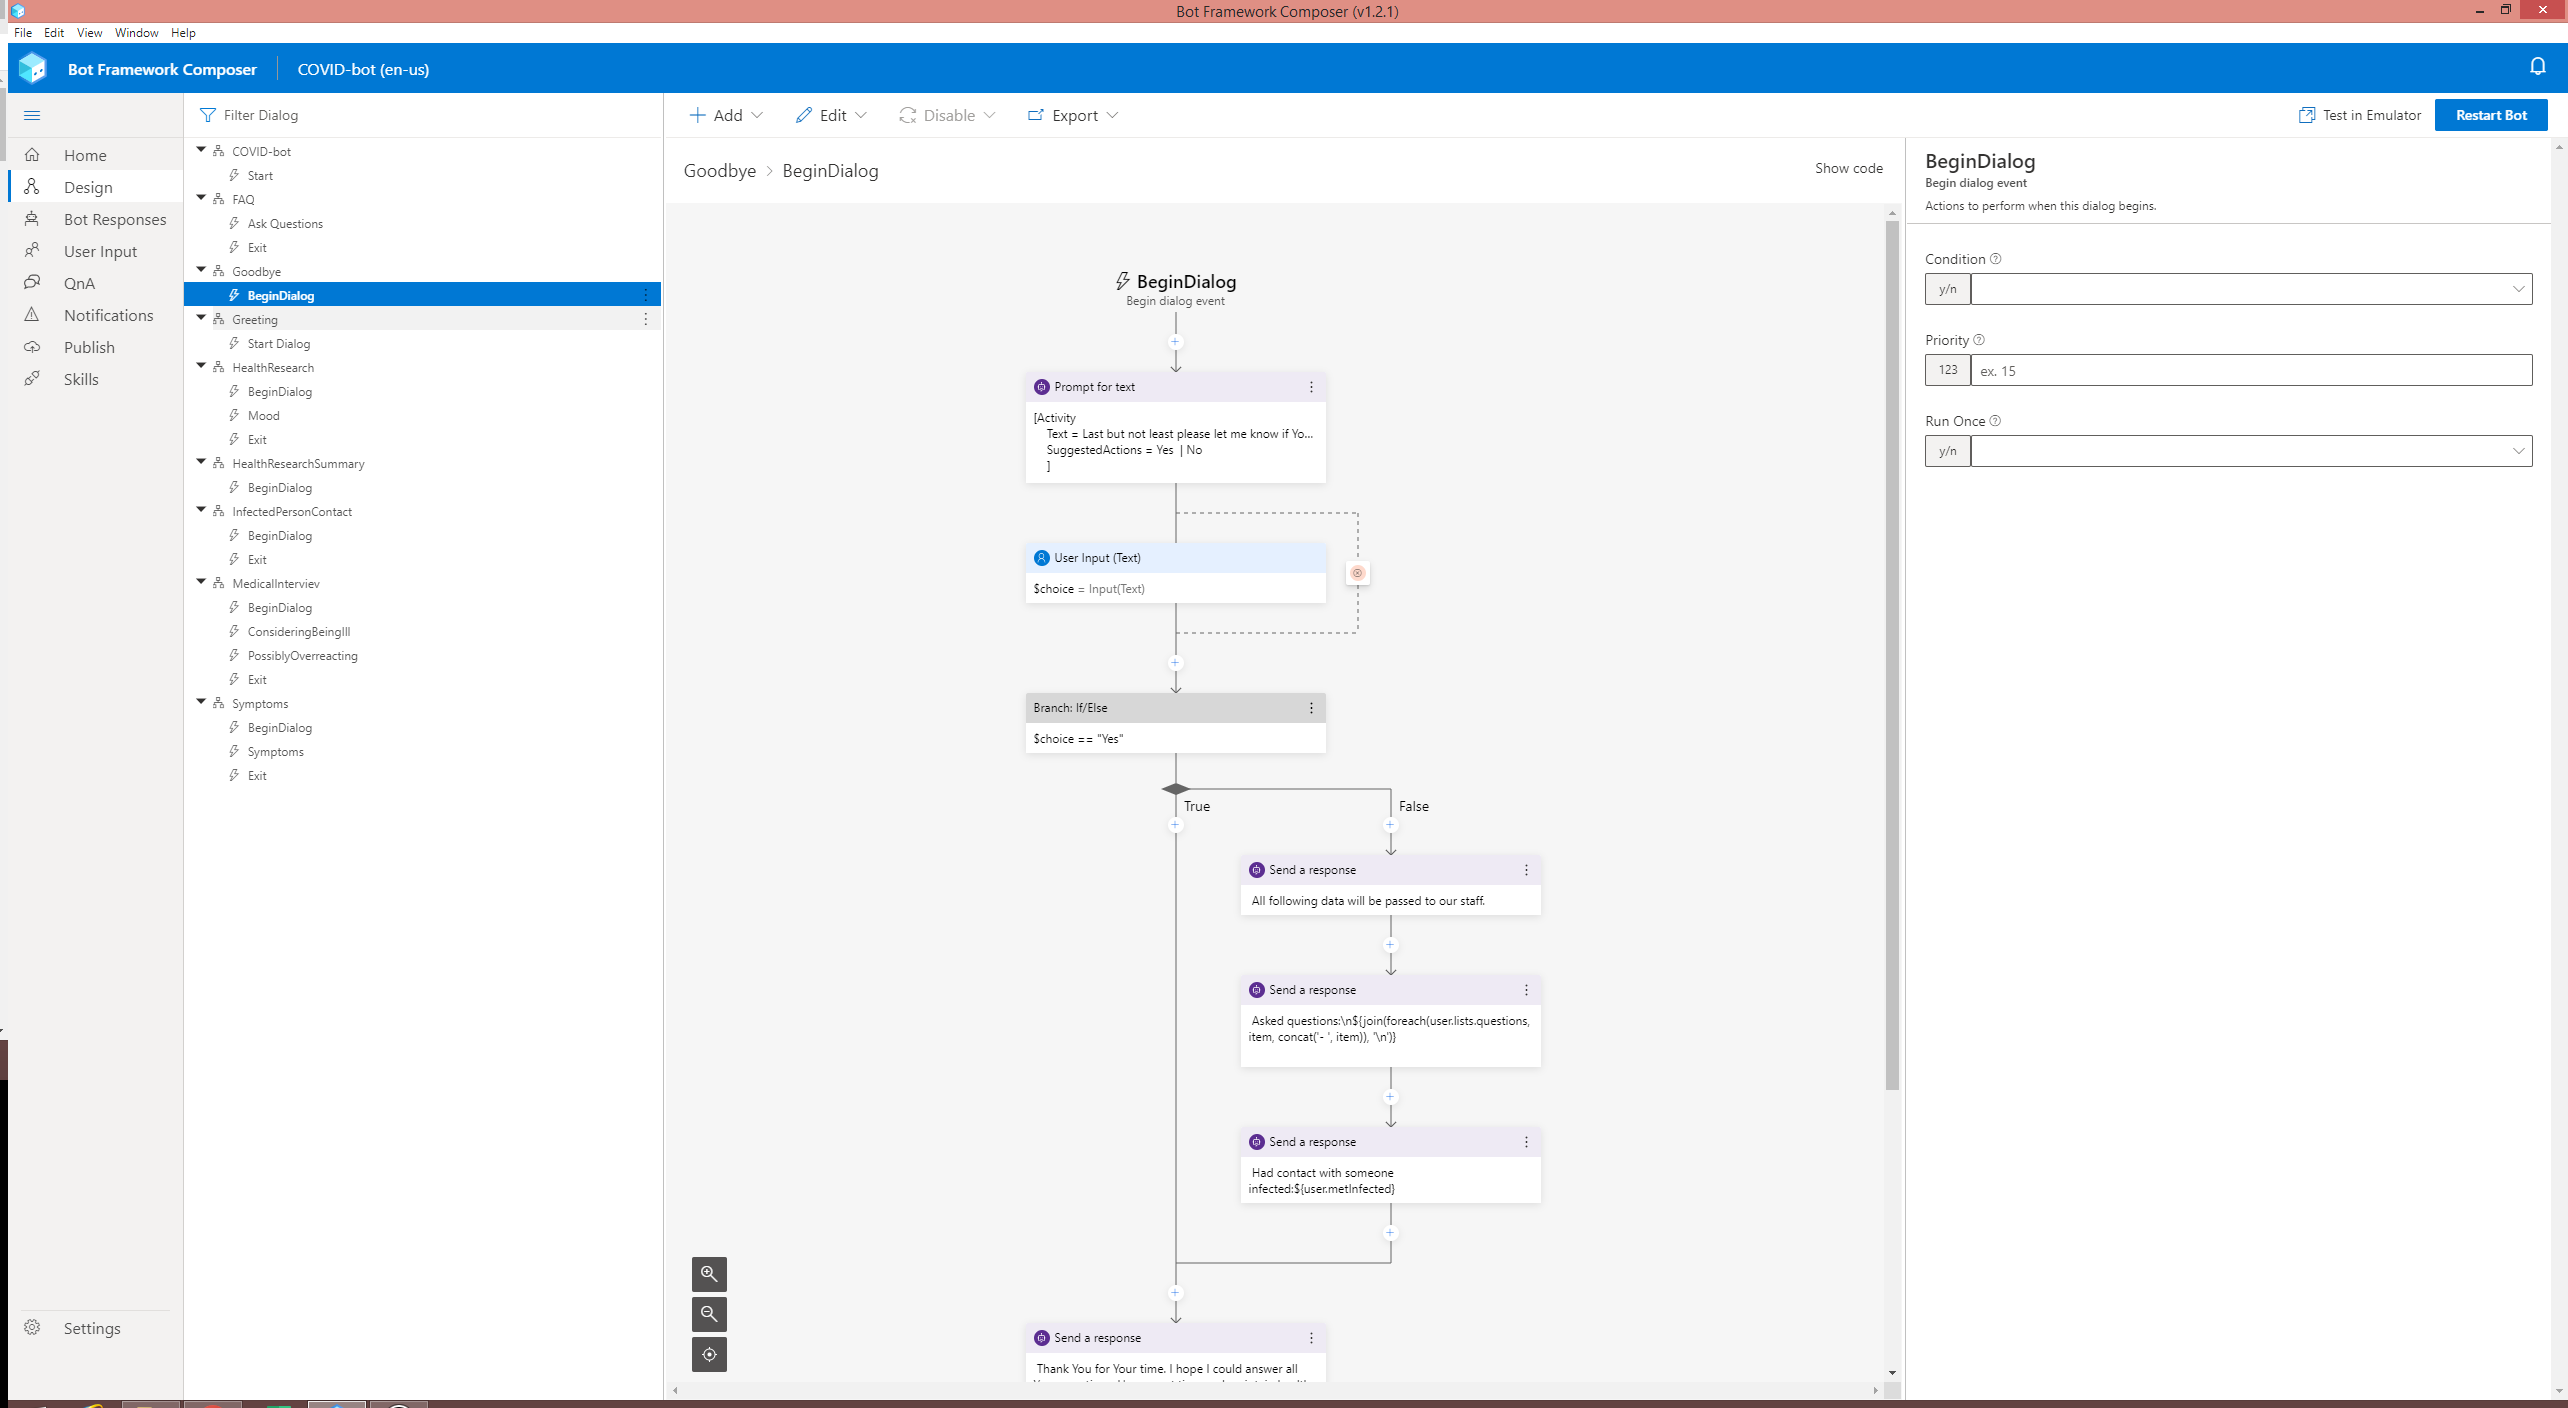 Bot Framework Composer (v1.2.1)
File Edit View Window Help
Bot Framework Composer COVID-bot (en-us)
Filter Dialog
Add Edit Disable Export Test in Emulator Restart Bot
Home
Design
Bot Responses
User Input
QnA
Notifications
Publish
Skills
Settings
COVID-bot
Start
FAQ
Ask Questions
Exit
Goodbye
BeginDialog
Greeting
Start Dialog
HealthResearch
BeginDialog
Mood
Exit
HealthResearchSummary
BeginDialog
InfectedPersonContact
BeginDialog
Exit
MedicalInterviev
BeginDialog
ConsideringBeingIll
PossiblyOverreacting
Exit
Symptoms
BeginDialog
Symptoms
Exit
Goodbye > BeginDialog Show code
BeginDialog
Begin dialog event
Prompt for text
[Activity
Text = Last but not least please let me know if Yo...
SuggestedActions = Yes | No
]
User Input (Text)
$choice = Input(Text)
Branch: If/Else
$choice == "Yes"
True False
Send a response
All following data will be passed to our staff.
Send a response
Asked questions:\n${join(foreach(user.lists.questions,
item, concat('- ', item)), '\n')}
Send a response
Had contact with someone
infected:${user.metInfected}
Send a response
Thank You for Your time. I hope I could answer all
BeginDialog
Begin dialog event
Actions to perform when this dialog begins.
Condition
y/n
Priority
123 ex. 15
Run Once
y/n